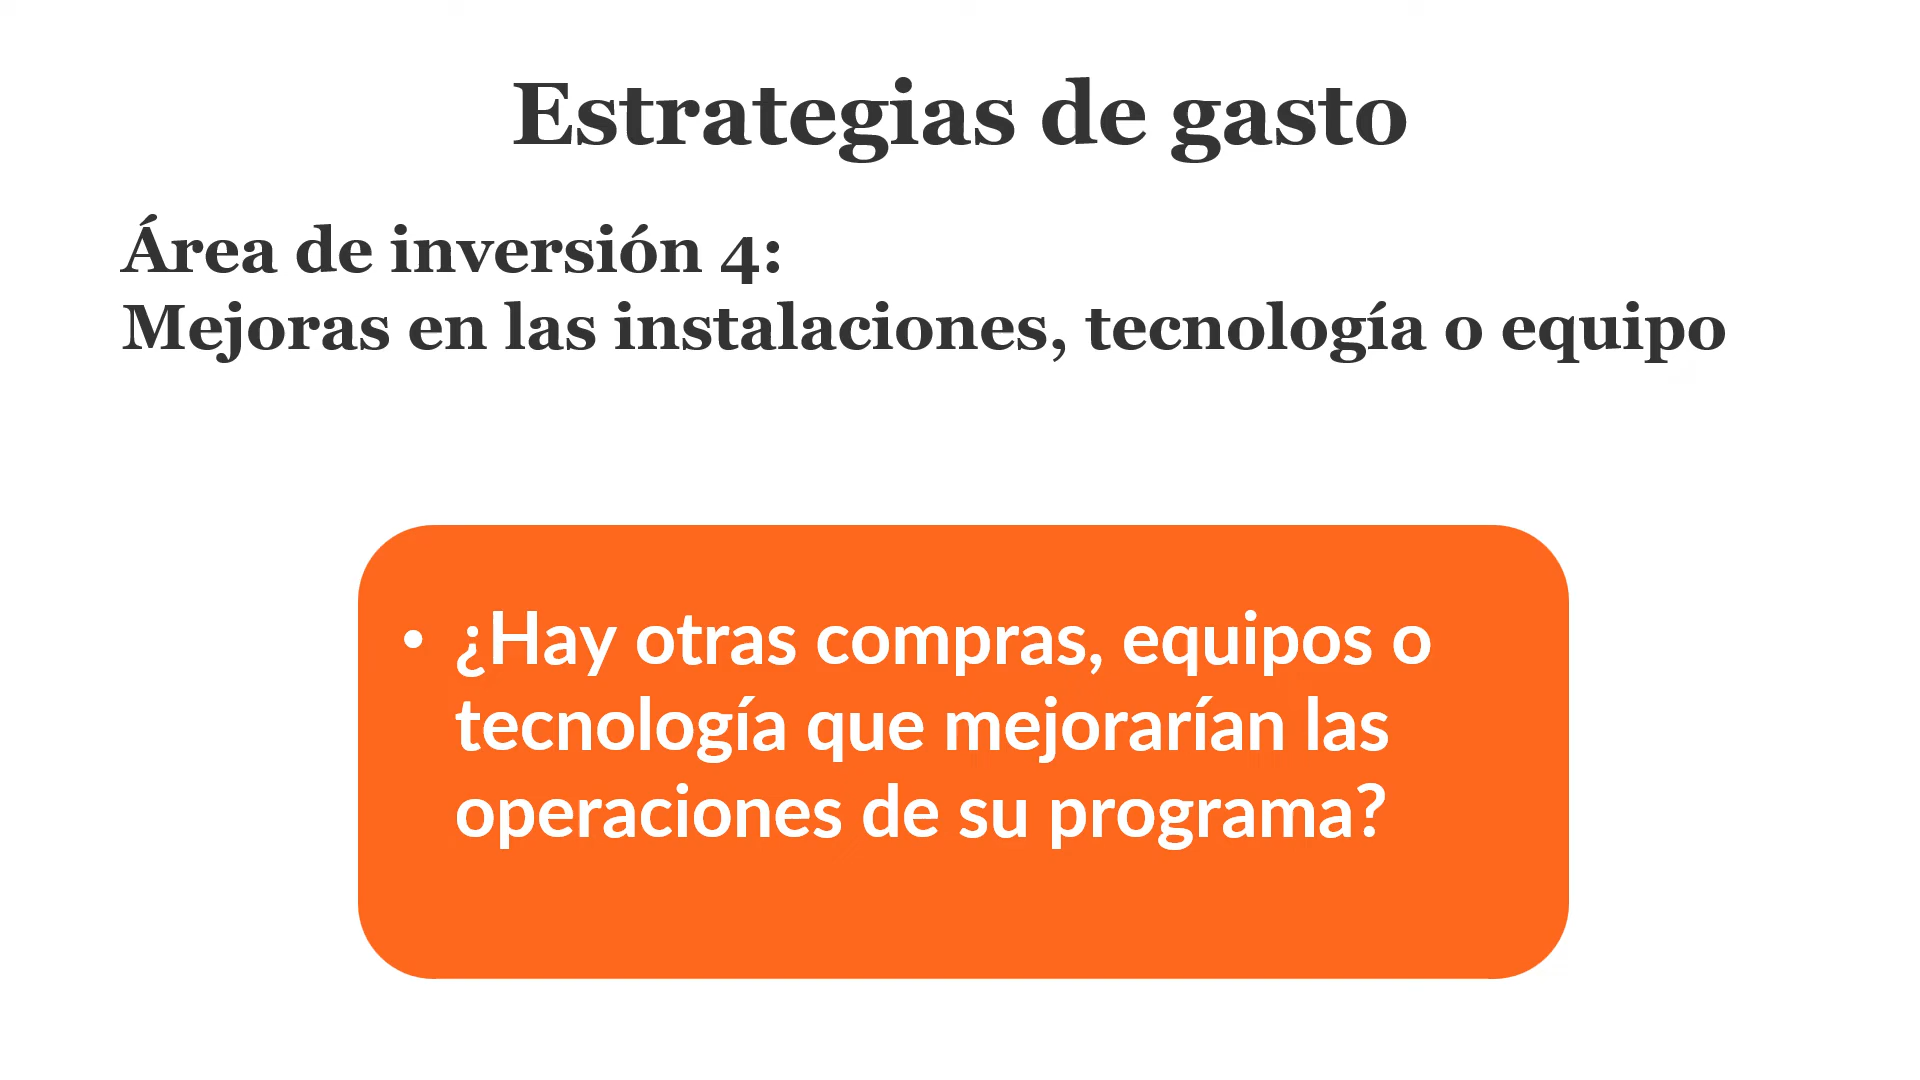 Estrategias de gasto
Área de inversión 4:
Mejoras en las instalaciones, tecnología o equipo
• ¿Hay otras compras, equipos o
tecnología que mejorarían las
operaciones de su programa?